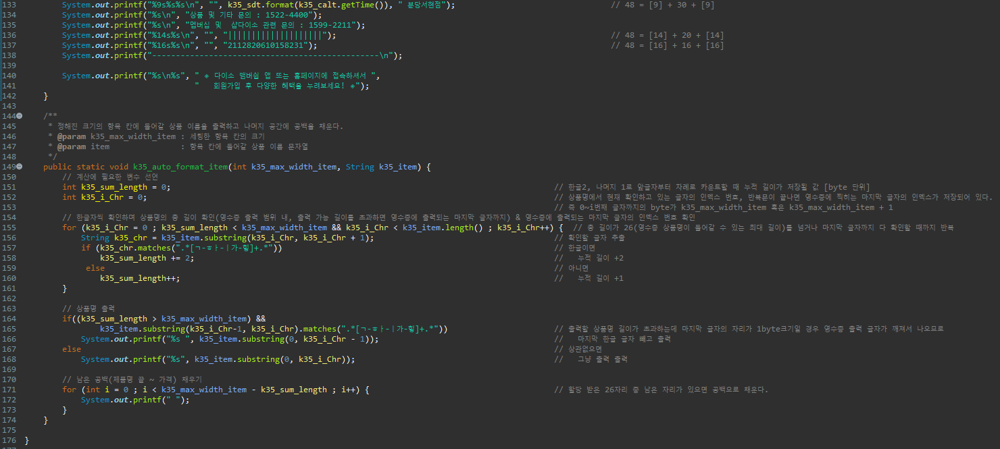 133 System.out.printf("%9s%s%s\n", "", k35_sdt.format(k35_calt.getTime()), " 분당서현점"); // 48 = [9] + 30 + [9]
134 System.out.printf("%s\n", "상품 및 기타 문의 : 1522-4400");
135 System.out.printf("%s\n", "멥버십 및  샵다이소 관련 문의 : 1599-2211");
136 System.out.printf("%14s%s\n", "", "||||||||||||||||||||"); // 48 = [14] + 20 + [14]
137 System.out.printf("%16s%s\n", "", "2112820610158231"); // 48 = [16] + 16 + [16]
138 System.out.printf("------------------------------------------------\n");
139
140 System.out.printf("%s\n%s", " ◈ 다이소 맴버쉴 앱 또는 홈페이지에 접속하셔서 ",
141 "   회원가입 후 다양한 혜택을 누려보세요! ◈");
142 }
143
144 /**
145 * 정해진 크기의 항목 칸에 들어갈 상품 이름을 출력하고 나머지 공간에 공백을 채운다.
146 * @param k35_max_width_item : 세팅한 항목 칸의 크기
147 * @param item : 항목 칸에 들어갈 상품 이름 문자열
148 */
149 public static void k35_auto_format_item(int k35_max_width_item, String k35_item) {
150 // 계산에 필요한 변수 선언
151 int k35_sum_length = 0; // 한글2, 나머지 1로 앞글자부터 차례로 카운트할 때 누적 길이가 저장될 값 [byte 단위]
152 int k35_i_Chr = 0; // 상품명에서 현재 확인하고 있는 글자의 인덱스 번호, 반복문이 끝나면 영수증에 찍히는 마지막 글자의 인덱스가 저장되어 있다.
153 // 즉 0~i번째 글자까지의 byte가 k35_max_width_item 혹은 k35_max_width_item + 1
154 // 한글자씩 확인하며 상품명의 총 길이 확인(영수증 출력 범위 내, 출력 가능 길이를 초과하면 영수증에 출력되는 마지막 글자까지) & 영수증에 출력되는 마지막 글자의 인덱스 번호 확인
155 for (k35_i_Chr = 0 ; k35_sum_length < k35_max_width_item && k35_i_Chr < k35_item.length() ; k35_i_Chr++) { // 총 길이가 26(영수증 상품명이 들어갈 수 있는 최대 길이)를 넘거나 마지막 글자까지 다 확인할 때까지 반복
156 String k35_chr = k35_item.substring(k35_i_Chr, k35_i_Chr + 1); // 확인할 글자 추출
157 if (k35_chr.matches(".*[ㄱ-ㅎㅏ-ㅣ가-힣]+.*")) // 한글이면
158 k35_sum_length += 2; // 누적 길이 +2
159 else // 아니면
160 k35_sum_length++; // 누적 길이 +1
161 }
162
163 // 상품명 출력
164 if((k35_sum_length > k35_max_width_item) &&
165 k35_item.substring(k35_i_Chr-1, k35_i_Chr).matches(".*[ㄱ-ㅎㅏ-ㅣ가-힣]+.*")) // 출력할 상품명 길이가 초과하는데 마지막 글자의 자리가 1byte크기일 경우 영수증 출력 글자가 깨져서 나오므로
166 System.out.printf("%s ", k35_item.substring(0, k35_i_Chr - 1)); // 마지막 한글 글자 빼고 출력
167 else // 상관없으면
168 System.out.printf("%s", k35_item.substring(0, k35_i_Chr)); // 그냥 출력 출력
169
170 // 남은 공백(제품명 끝 ~ 가격) 채우기
171 for (int i = 0 ; i < k35_max_width_item - k35_sum_length ; i++) { // 할당 받은 26자리 중 남은 자리가 있으면 공백으로 채운다.
172 System.out.printf(" ");
173 }
174 }
175
176 }